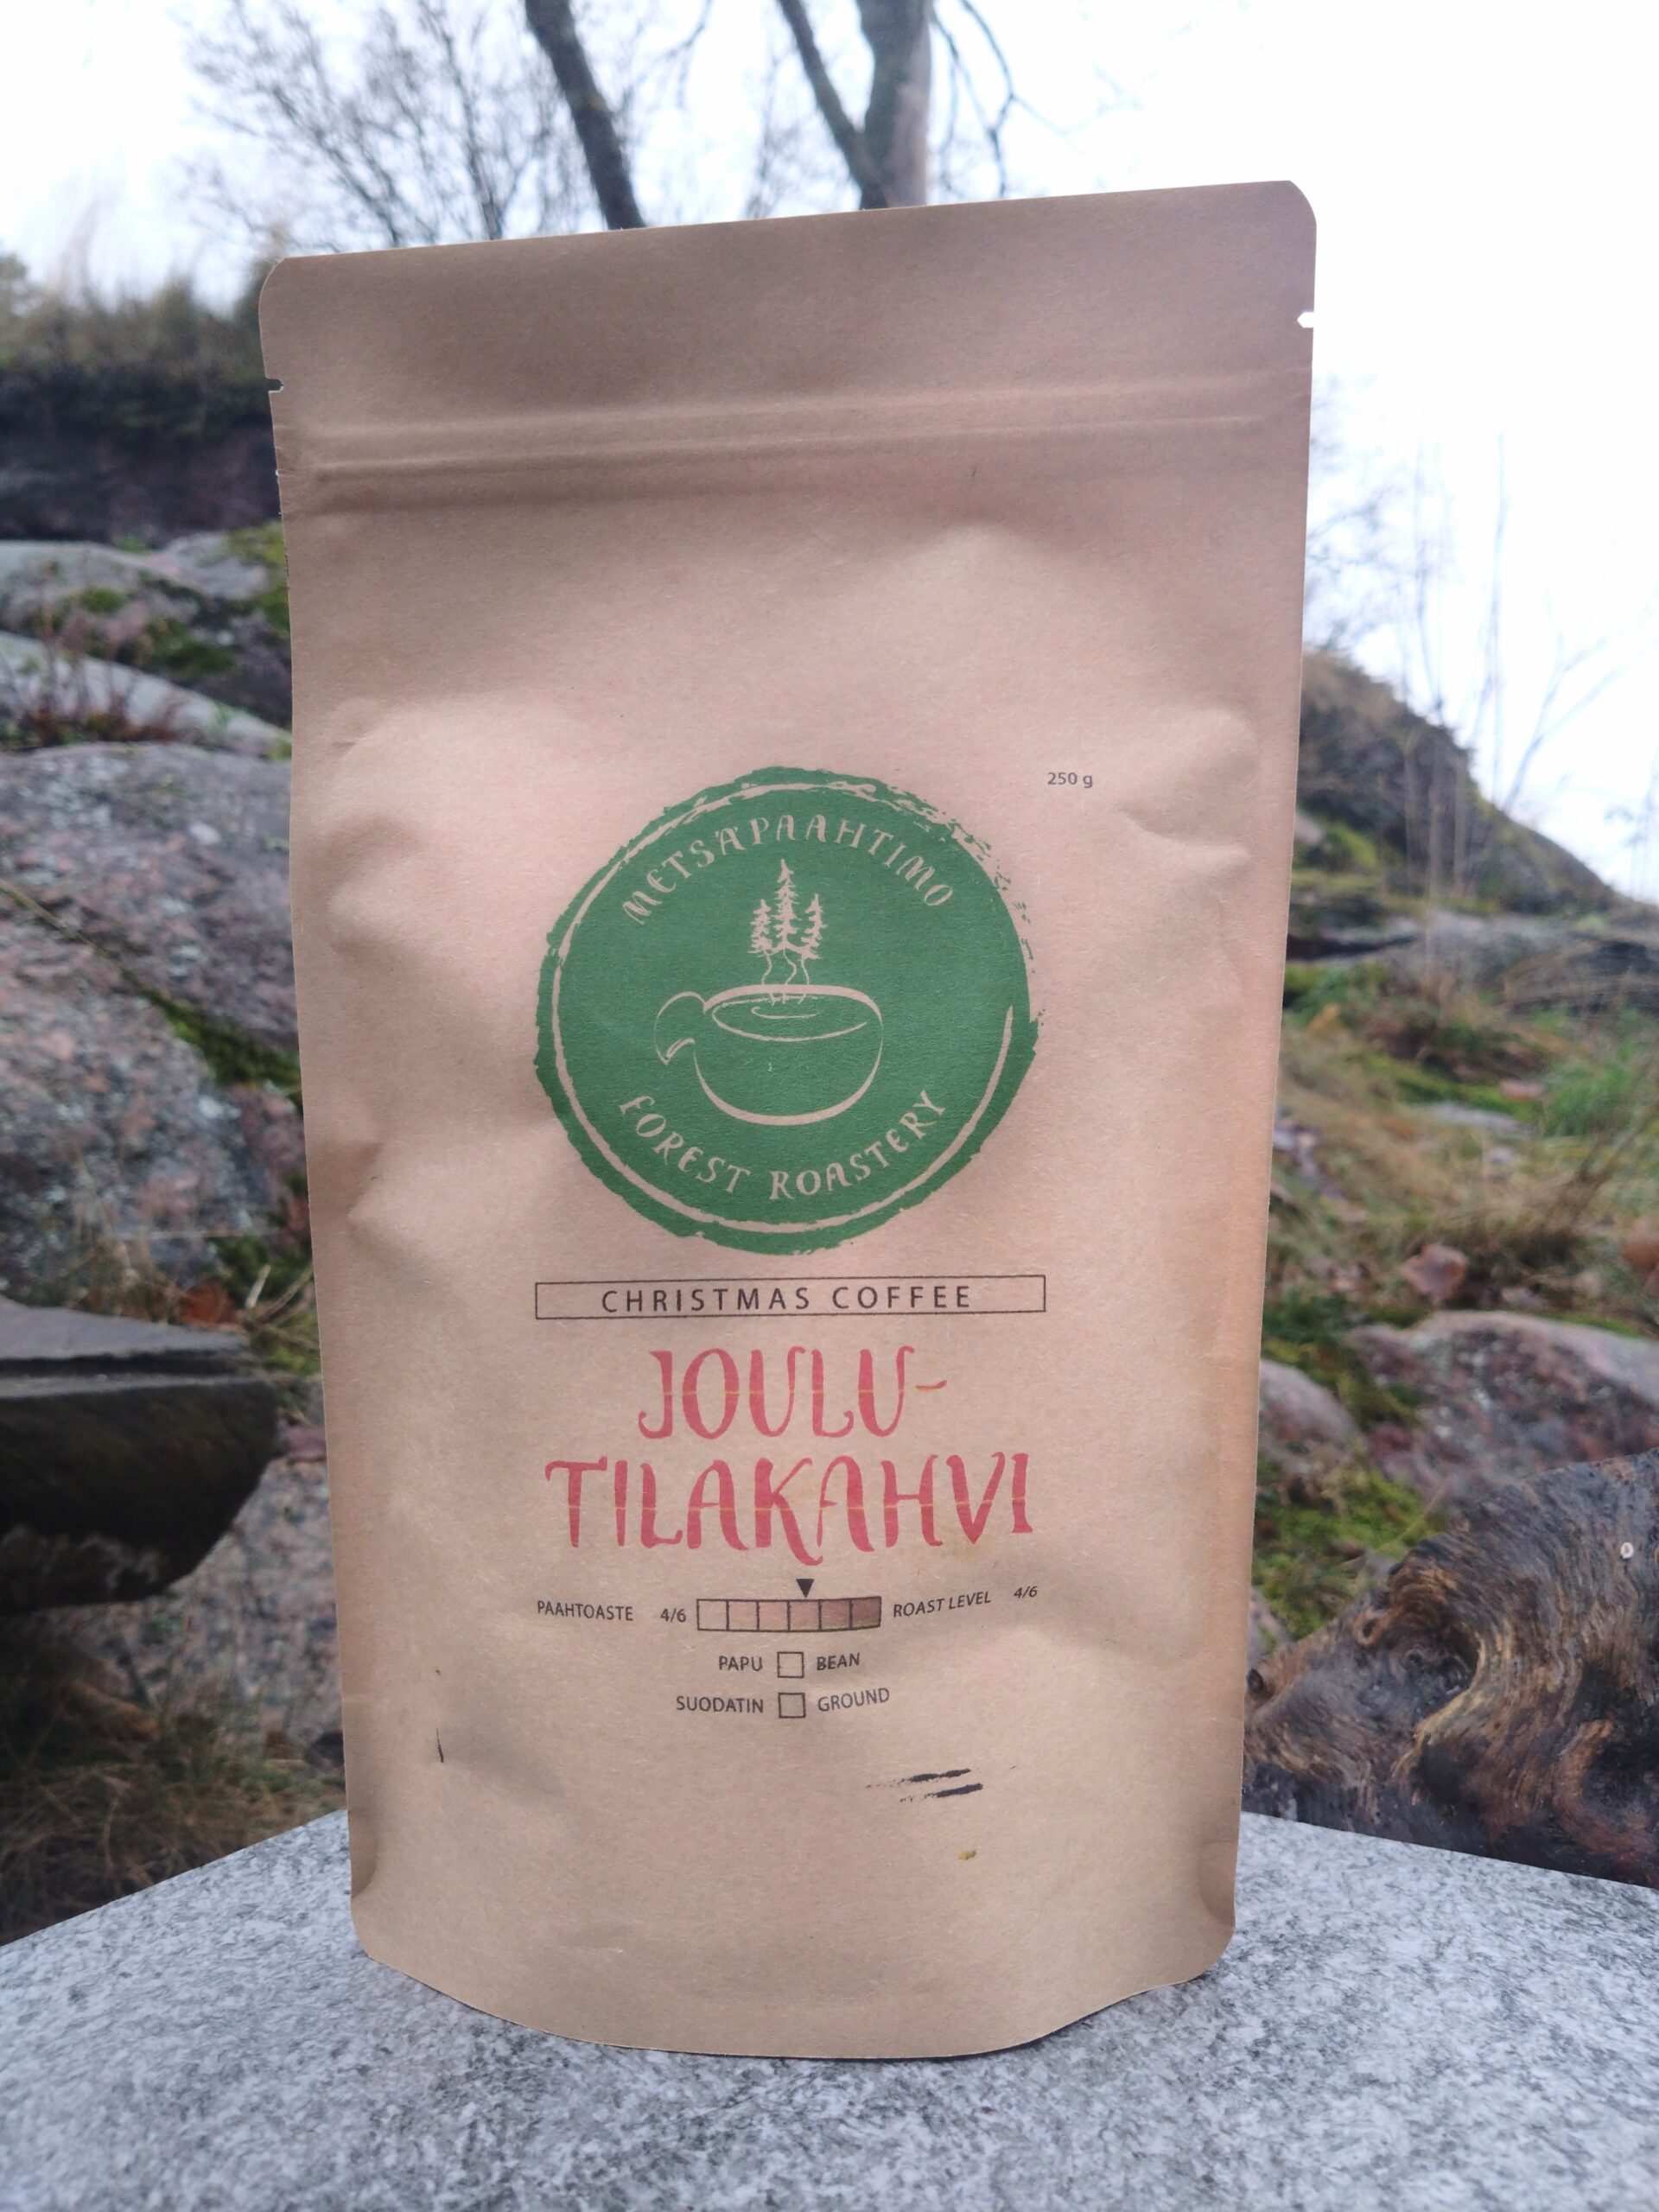 250 g
METSÄPAAHTIMO
FOREST ROASTERY
CHRISTMAS COFFEE
JOULU-
TILAKAHVI
PAAHTOASTE 4/6 ROAST LEVEL 4/6
PAPU BEAN
SUODATIN GROUND